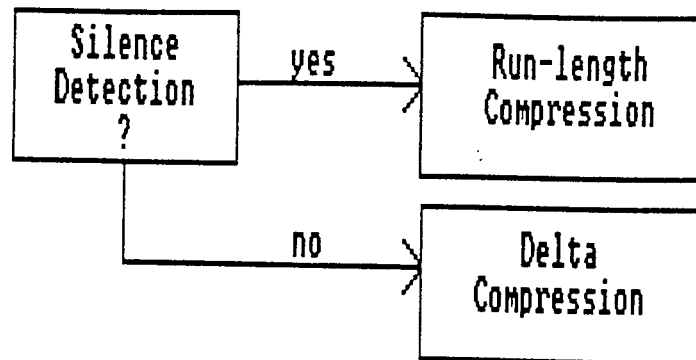 Silence
Detection
?
yes
Run-length
Compression
no
Delta
Compression